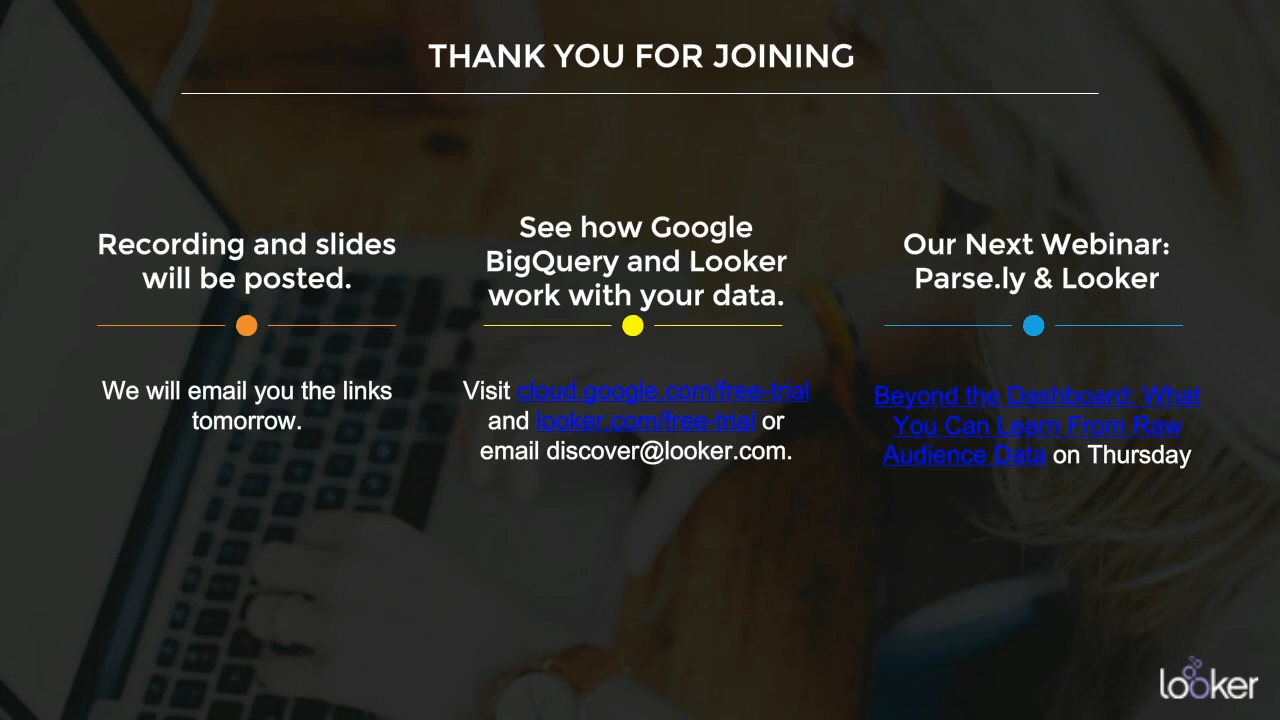 THANK YOU FOR JOINING
Recording and slides
will be posted.
We will email you the links
tomorrow.
See how Google
BigQuery and Looker
work with your data.
Visit cloud.google.com/free-trial
and looker.com/free-trial or
email discover@looker.com.
Our Next Webinar:
Parse.ly & Looker
Beyond the Dashboard: What
You Can Learn From Raw
Audience Data on Thursday
looker